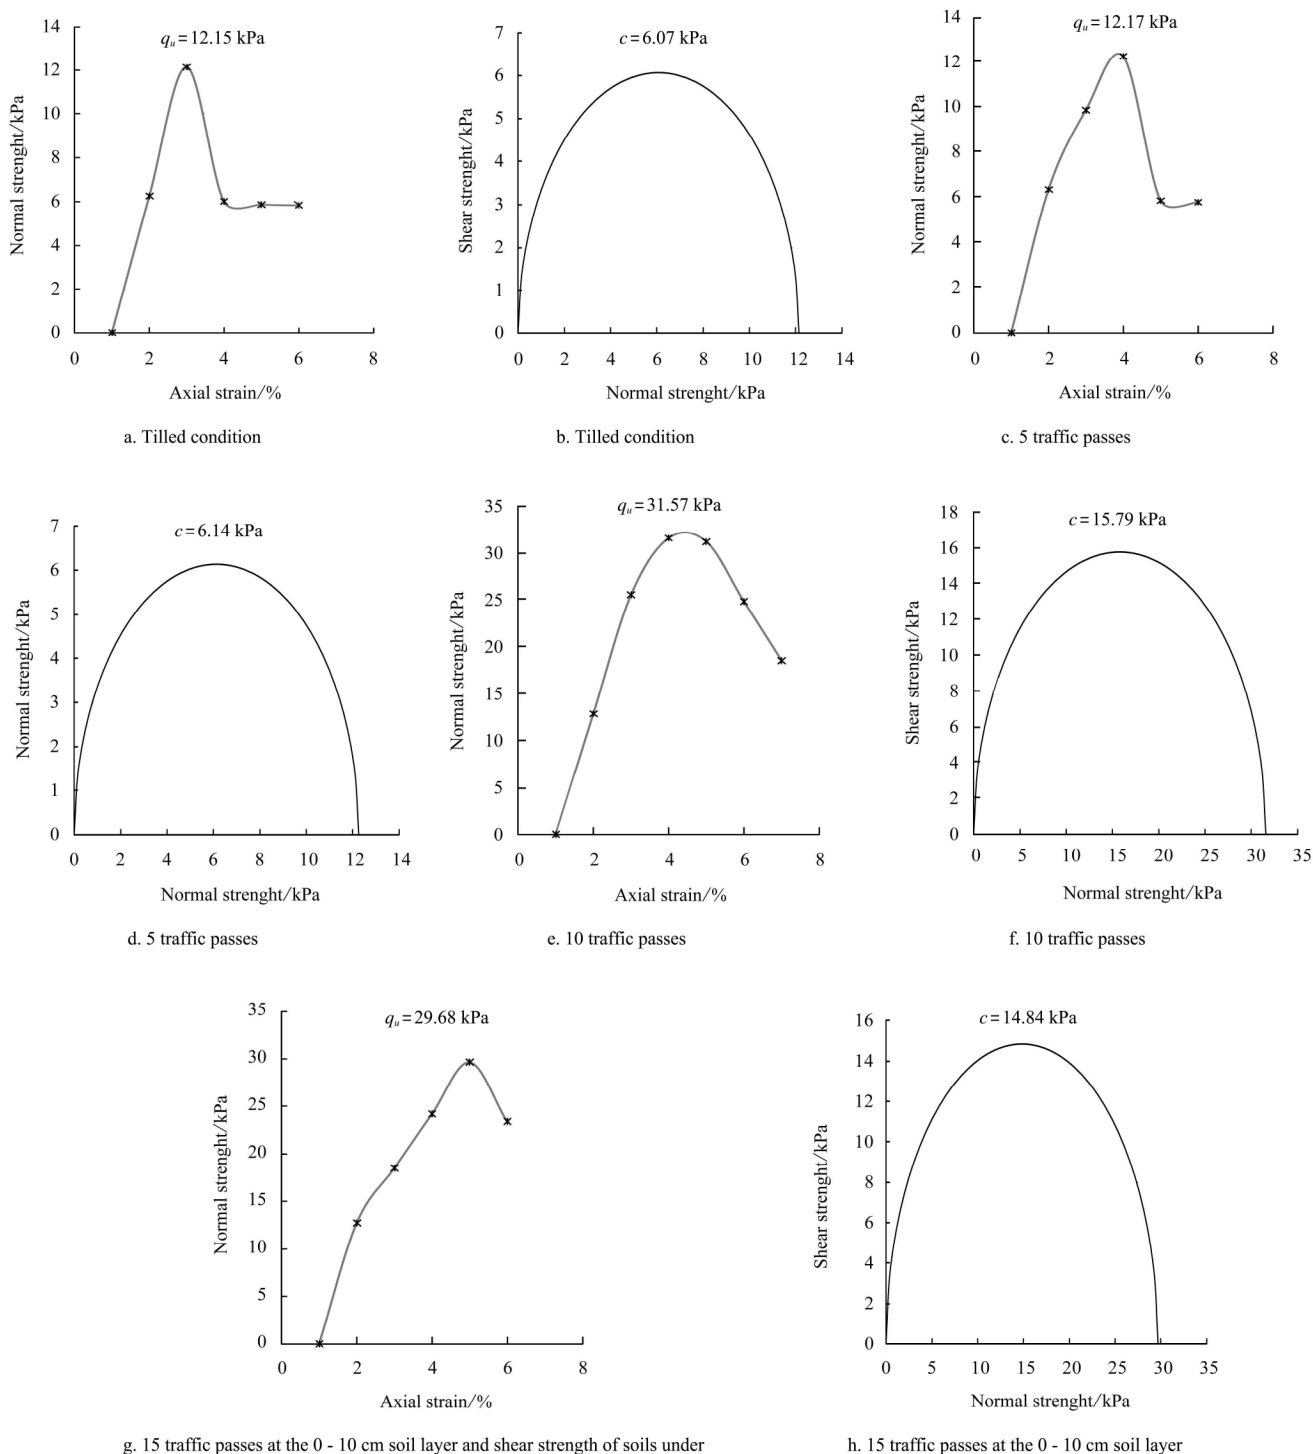 q_u=12.15 kPa
14
12
10
8
6
4
2
0
Normal strenght/kPa
0 2 4 6 8
Axial strain/%
a. Tilled condition
c=6.07 kPa
7
6
5
4
3
2
1
0
Shear strenght/kPa
0 2 4 6 8 10 12 14
Normal strenght/kPa
b. Tilled condition
q_u=12.17 kPa
14
12
10
8
6
4
2
0
Normal strenght/kPa
0 2 4 6 8
Axial strain/%
c. 5 traffic passes
c=6.14 kPa
7
6
5
4
3
2
1
0
Normal strenght/kPa
0 2 4 6 8 10 12 14
Normal strenght/kPa
d. 5 traffic passes
q_u=31.57 kPa
35
30
25
20
15
10
5
0
Normal strenght/kPa
0 2 4 6 8
Axial strain/%
e. 10 traffic passes
c=15.79 kPa
18
16
14
12
10
8
6
4
2
0
Shear strenght/kPa
0 5 10 15 20 25 30 35
Normal strenght/kPa
f. 10 traffic passes
q_u=29.68 kPa
35
30
25
20
15
10
5
0
Normal strenght/kPa
0 2 4 6 8
Axial strain/%
g. 15 traffic passes at the 0 - 10 cm soil layer and shear strength of soils under
c=14.84 kPa
16
14
12
10
8
6
4
2
0
Shear strenght/kPa
0 5 10 15 20 25 30 35
Normal strenght/kPa
h. 15 traffic passes at the 0 - 10 cm soil layer